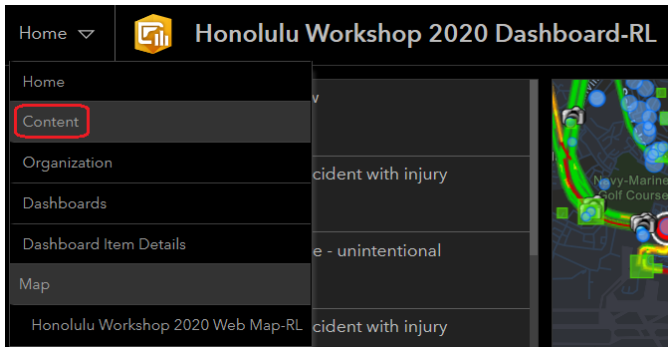 Home
Honolulu Workshop 2020 Dashboard-RL
Home
Content
Organization
cident with injury
Dashboards
Dashboard Item Details
e - unintentional
Map
Honolulu Workshop 2020 Web Map-RL
cident with injury
Navy-Marine
Golf Course